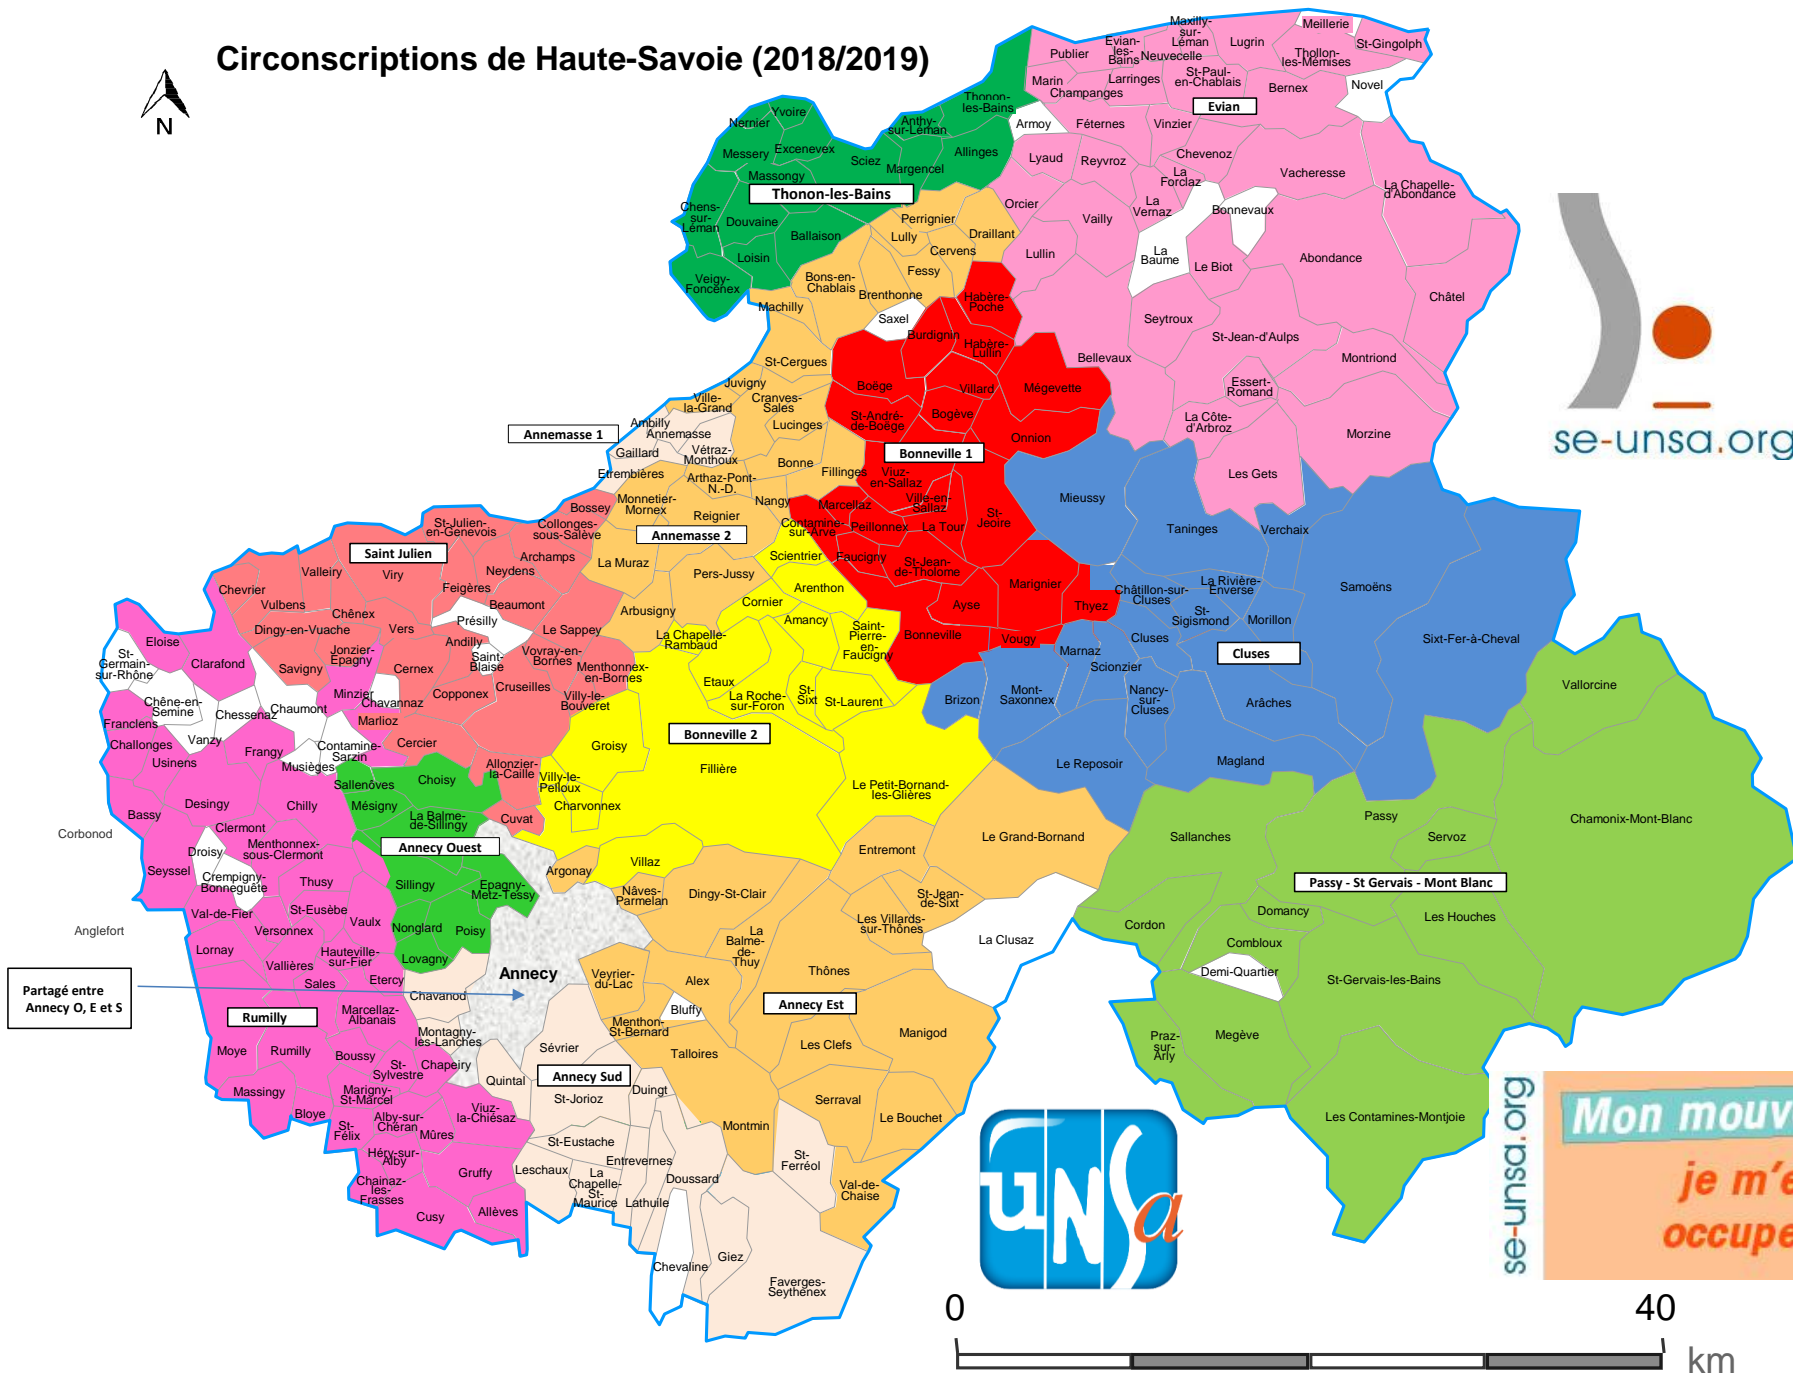 Circonscriptions de Haute-Savoie (2018/2019)
N
Meillerie
Maxilly-
sur-
Léman
Lugrin
St-Gingolph
Publier
Evian-
les-
Bains
Neuvecelle
Thollon-
les-Mémises
Marin
Larringes
St-Paul-
en-Chablais
Bernex
Novel
Champanges
Evian
Thonon-
les-Bains
Armoy
Féternes
Vinzier
Yvoire
Nernier
Anthy-
sur-Léman
Messery
Excenevex
Sciez
Margencel
Allinges
Lyaud
Reyvroz
Chevenoz
La
Forclaz
Vacheresse
La Chapelle-
d'Abondance
Massongy
Thonon-les-Bains
Chens-
sur-
Léman
Douvaine
Ballaison
Perrignier
Orcier
Vailly
La
Vernaz
Bonnevaux
Lully
Draillant
Cervens
Lullin
La
Baume
Le Biot
Abondance
Loisin
Veigy-
Foncenex
Bons-en-
Chablais
Fessy
Brenthonne
Habère-
Poche
Châtel
Machilly
Saxel
Seytroux
Burdignin
Habère-
Lullin
St-Jean-d'Aulps
Bellevaux
Montriond
St-Cergues
Juvigny
Boëge
Villard
Mégevette
Essert-
Romand
Ville-
la-Grand
Cranves-
Sales
St-André-
de-Boëge
Bogève
La Côte-
d'Arbroz
Morzine
Lucinges
Ambilly
Annemasse
Annemasse 1
Onnion
Gaillard
Vétraz-
Monthoux
Bonne
Fillinges
Bonneville 1
Les Gets
Etrembières
Arthaz-Pont-
N.-D.
Viuz-
en-Sallaz
Monnetier-
Mornex
Nangy
Ville-en-
Sallaz
Mieussy
Bossey
Reignier
Marcellaz
Contamine-
sur-Arve
Peillonnex
La Tour
St-
Jeoire
Taninges
Verchaix
St-Julien-
en-Genevois
Collonges-
sous-Salève
Annemasse 2
Saint Julien
Archamps
La Muraz
Scientrier
Faucigny
St-Jean-
de-Tholome
Neydens
Pers-Jussy
Valleiry
Viry
Feigères
Arenthon
Marignier
Châtillon-sur-
Cluses
La Rivière-
Enverse
Samoëns
Chevrier
Vulbens
Beaumont
Cornier
Ayse
Thyez
St-
Sigismond
Morillon
Chênex
Présilly
Arbusigny
Amancy
Dingy-en-Vuache
Vers
Le Sappey
La Chapelle-
Rambaud
Saint-
Pierre-
en-
Faucigny
Bonneville
Vougy
Cluses
Sixt-Fer-à-Cheval
Eloise
Andilly
Marnaz
Cluses
St-
Germain-
sur-Rhône
Clarafond
Jonzier-
Epagny
Saint-
Blaise
Vovray-en-
Bornes
Menthonnex-
en-Bornes
Scionzier
Savigny
Cernex
Etaux
Vallorcine
Minzier
Copponex
Cruseilles
Villy-le-
Bouveret
La Roche-
sur-Foron
St-
Sixt
St-Laurent
Brizon
Mont-
Saxonnex
Nancy-
sur-
Cluses
Arâches
Chêne-en-
Semine
Chessenaz
Chaumont
Chavannaz
Franclens
Marlioz
Bonneville 2
Challonges
Vanzy
Frangy
Contamine-
Sarzin
Cercier
Groisy
Usinens
Musièges
Allonzier-
la-Caille
Fillière
Le Reposoir
Magland
Choisy
Sallenôves
Villy-le-
Pelloux
Le Petit-Bornand-
les-Glières
Desingy
Chilly
Mésigny
Charvonnex
Bassy
La Balme-
de-Sillingy
Cuvat
Passy
Chamonix-Mont-Blanc
Corbonod
Clermont
Menthonnex-
sous-Clermont
Annecy Ouest
Le Grand-Bornand
Sallanches
Servoz
Droisy
Entremont
Villaz
Argonay
Seyssel
Crempigny-
Bonneguête
Thusy
Sillingy
Epagny-
Metz-Tessy
Nâves-
Parmelan
Dingy-St-Clair
St-Jean-
de-Sixt
Passy - St Gervais - Mont Blanc
Val-de-Fier
St-Eusèbe
Vaulx
Les Villards-
sur-Thônes
Domancy
Les Houches
Anglefort
Versonnex
Nonglard
Poisy
La
Balme-
de-
Thuy
La Clusaz
Cordon
Combloux
Lornay
Hauteville-
sur-Fier
Lovagny
Vallières
Annecy
Thônes
Demi-Quartier
St-Gervais-les-Bains
Sales
Etercy
Veyrier-
du-Lac
Alex
Partagé entre
Annecy O, E et S
Chavanod
Annecy Est
Bluffy
Rumilly
Marcellaz-
Albanais
Montagny-
les-Lanches
Menthon-
St-Bernard
Manigod
Praz-
sur-
Arly
Megève
Moye
Rumilly
Boussy
Sévrier
Talloires
Les Clefs
St-
Sylvestre
Chapeiry
Quintal
Annecy Sud
Massingy
Marigny-
St-Marcel
St-Jorioz
Duingt
Serraval
Bloye
Viuz-
la-Chiésaz
Montmin
Le Bouchet
Les Contamines-Montjoie
St-
Félix
Alby-sur-
Chéran
Mûres
St-Eustache
Héry-sur-
Alby
Gruffy
Leschaux
Entrevernes
St-
Ferréol
Chainaz-
les-
Frasses
La
Chapelle-
St-
Maurice
Doussard
Val-de-
Chaise
Lathuile
Cusy
Allèves
Giez
Chevaline
Faverges-
Seythenex
se-unsa.org
UNSa
se-unsa.org
Mon mouv
je m'e
occupe
0
40
km